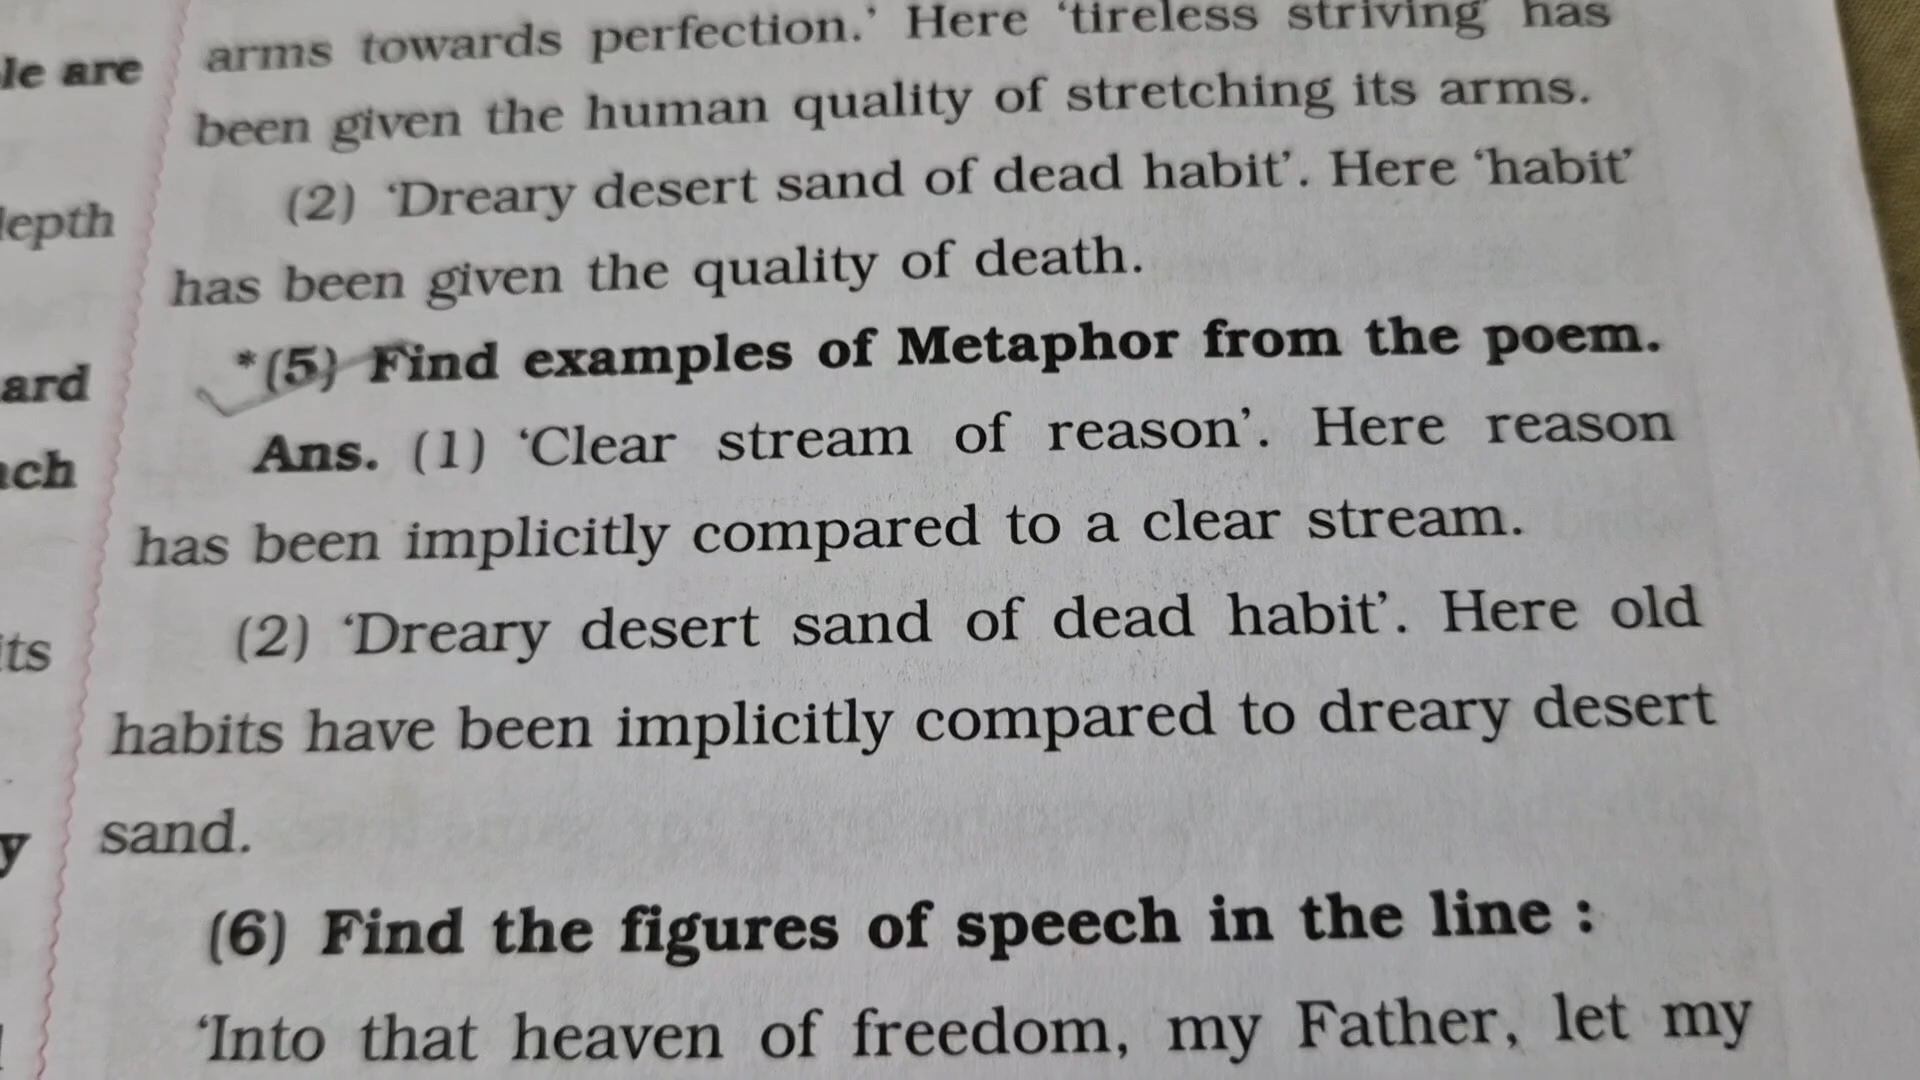 le are
depth
ard
ach
its
y
arms towards perfection.' Here 'tireless striving' has
been given the human quality of stretching its arms.
(2) 'Dreary desert sand of dead habit'. Here 'habit'
has been given the quality of death.
*(5) Find examples of Metaphor from the poem.
Ans. (1) 'Clear stream of reason'. Here reason
has been implicitly compared to a clear stream.
(2) 'Dreary desert sand of dead habit'. Here old
habits have been implicitly compared to dreary desert
sand.
(6) Find the figures of speech in the line :
'Into that heaven of freedom, my Father, let my